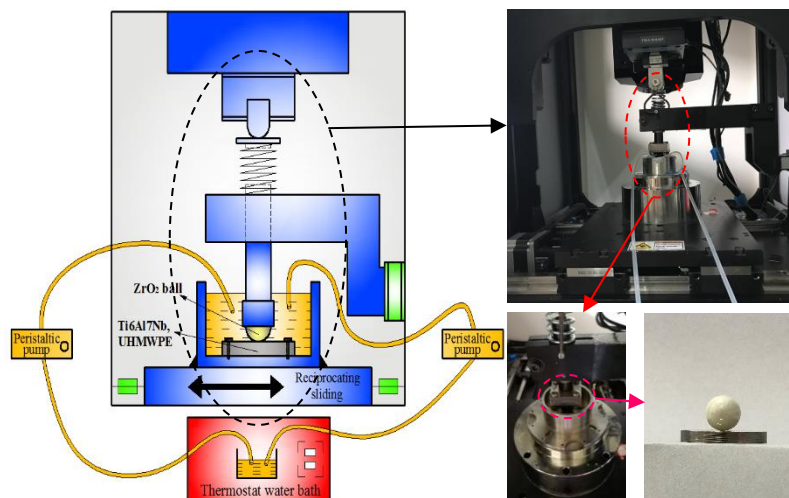 ZrO₂ ball
Ti6Al7Nb,
UHMWPE
Peristaltic
pump
Peristaltic
pump
Reciprocating
sliding
Thermostat water bath